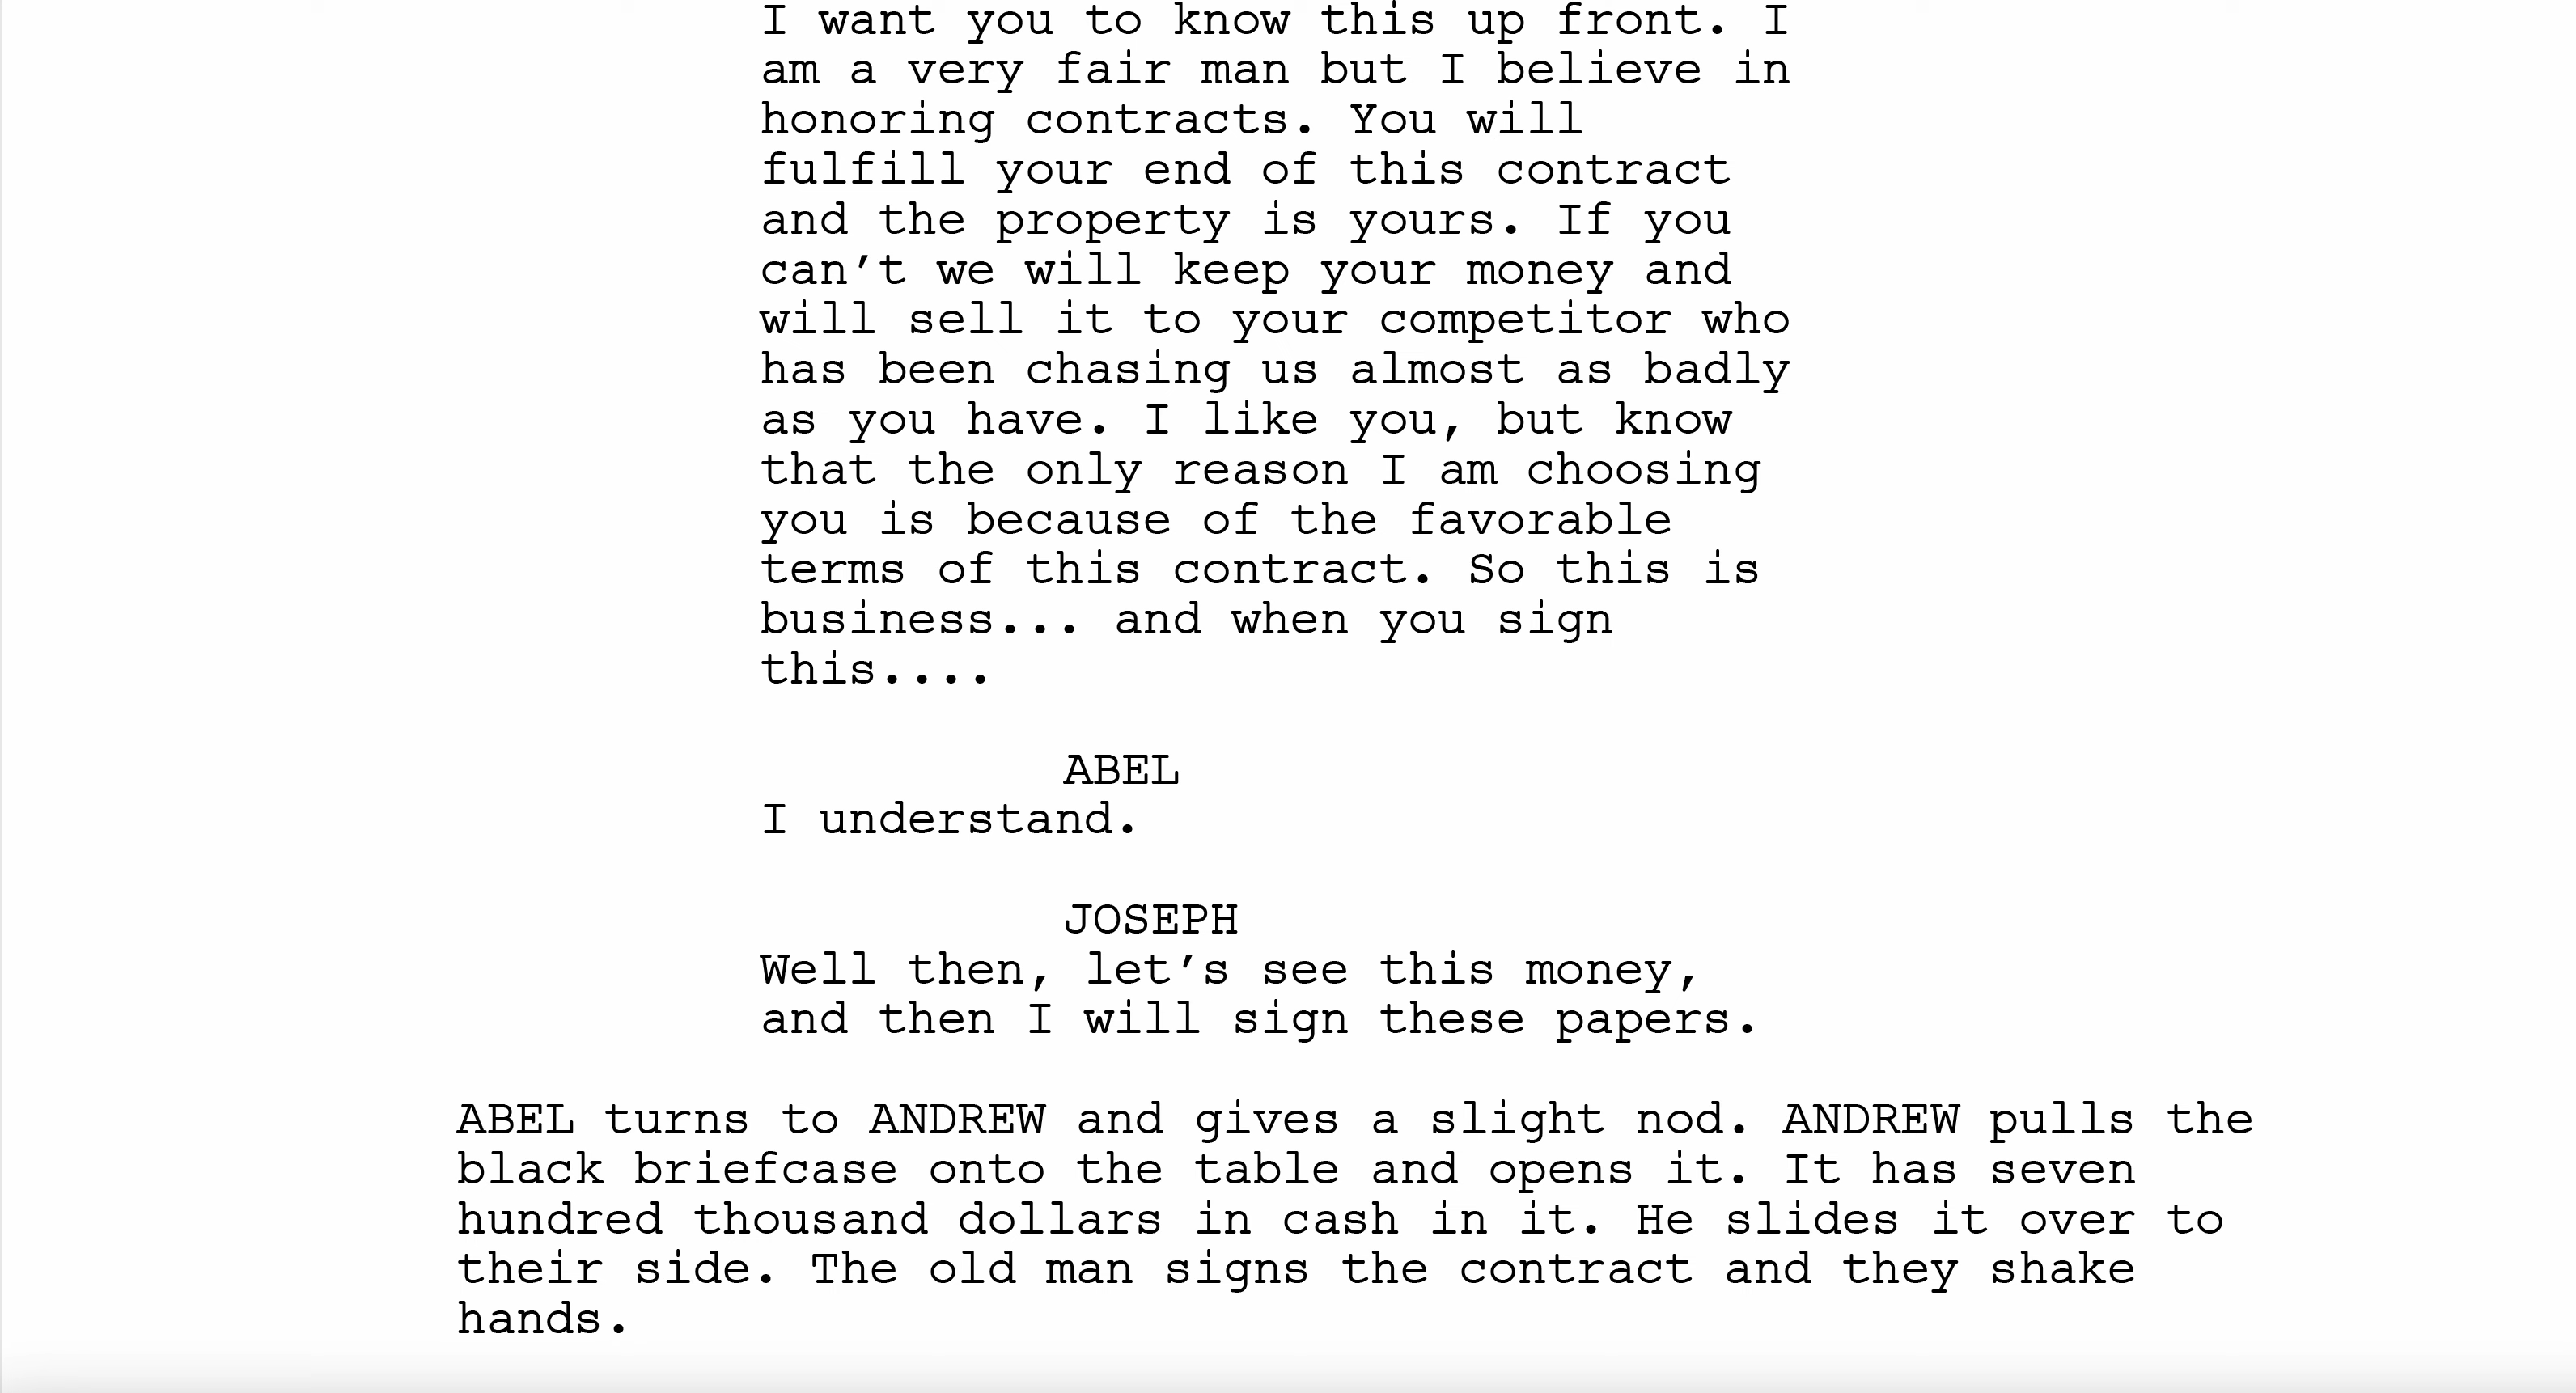 I want you to know this up front. I
am a very fair man but I believe in
honoring contracts. You will
fulfill your end of this contract
and the property is yours. If you
can’t we will keep your money and
will sell it to your competitor who
has been chasing us almost as badly
as you have. I like you, but know
that the only reason I am choosing
you is because of the favorable
terms of this contract. So this is
business... and when you sign
this....
ABEL
I understand.
JOSEPH
Well then, let’s see this money,
and then I will sign these papers.
ABEL turns to ANDREW and gives a slight nod. ANDREW pulls the
black briefcase onto the table and opens it. It has seven
hundred thousand dollars in cash in it. He slides it over to
their side. The old man signs the contract and they shake
hands.